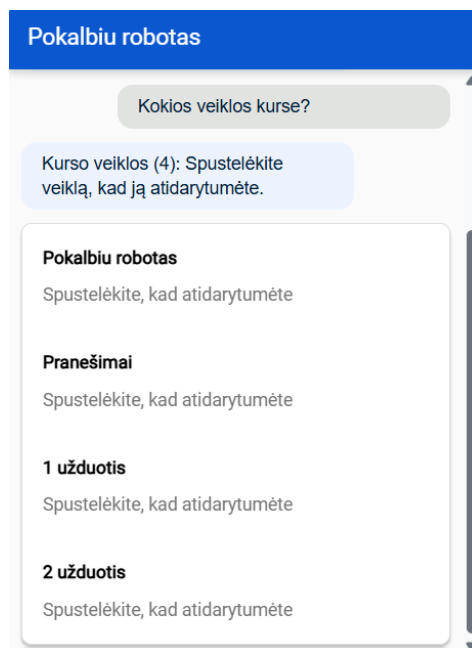 Pokalbiu robotas
Kokios veiklos kurse?
Kurso veiklos (4): Spustelėkite
veiklą, kad ją atidarytumėte.
Pokalbiu robotas
Spustelėkite, kad atidarytumėte
Pranešimai
Spustelėkite, kad atidarytumėte
1 užduotis
Spustelėkite, kad atidarytumėte
2 užduotis
Spustelėkite, kad atidarytumėte